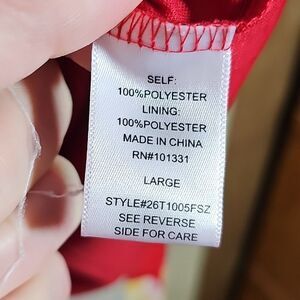 SELF:
100%POLYESTER
LINING:
100%POLYESTER
MADE IN CHINA
RN#101331
LARGE
STYLE#26T1005FSZ
SEE REVERSE
SIDE FOR CARE